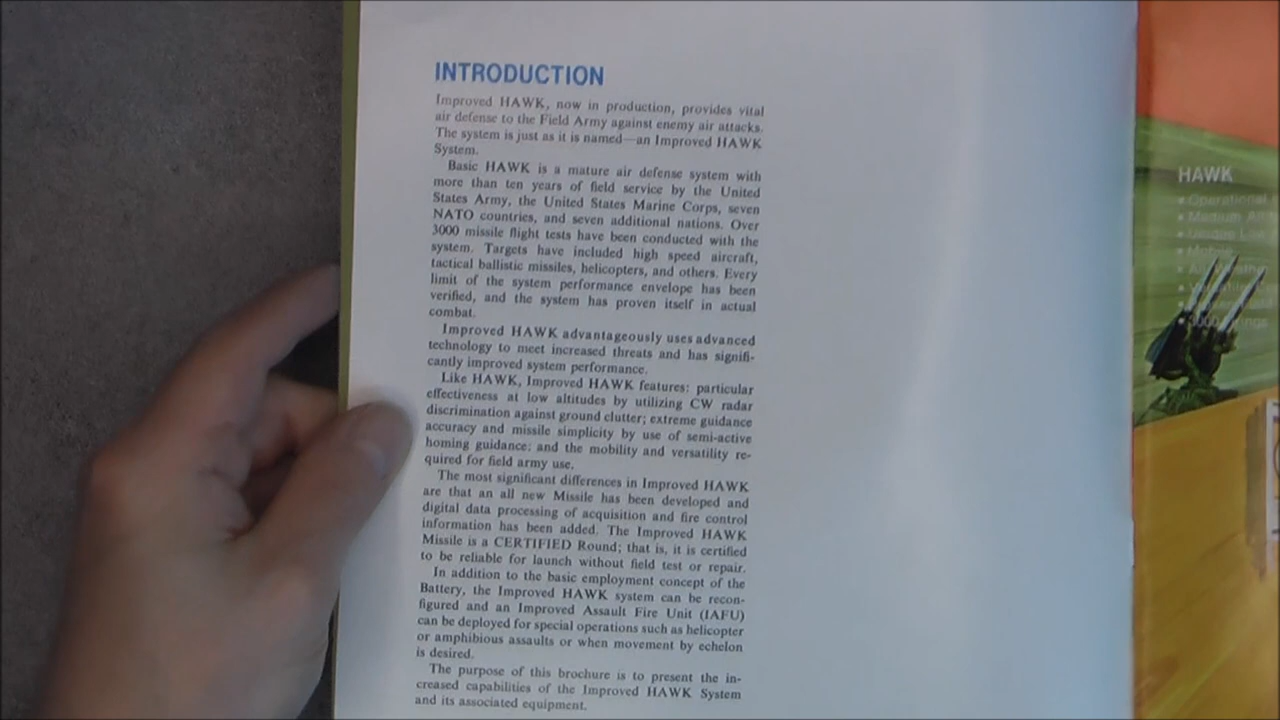 INTRODUCTION
Improved HAWK, now in production, provides vital
air defense to the Field Army against enemy air attacks.
The system is just as it is named—an Improved HAWK
System.
Basic HAWK is a mature air defense system with
more than ten years of field service by the United
States Army, the United States Marine Corps, seven
NATO countries, and seven additional nations. Over
3000 missile flight tests have been conducted with the
system. Targets have included high speed aircraft,
tactical ballistic missiles, helicopters, and others. Every
limit of the system performance envelope has been
verified, and the system has proven itself in actual
combat.
Improved HAWK advantageously uses advanced
technology to meet increased threats and has signifi-
cantly improved system performance.
Like HAWK, Improved HAWK features: particular
effectiveness at low altitudes by utilizing CW radar
discrimination against ground clutter; extreme guidance
accuracy and missile simplicity by use of semi-active
homing guidance; and the mobility and versatility re-
quired for field army use.
The most significant differences in Improved HAWK
are that an all new Missile has been developed and
digital data processing of acquisition and fire control
information has been added. The Improved HAWK
Missile is a CERTIFIED Round; that is, it is certified
to be reliable for launch without field test or repair.
In addition to the basic employment concept of the
Battery, the Improved HAWK system can be recon-
figured and an Improved Assault Fire Unit (IAFU)
can be deployed for special operations such as helicopter
or amphibious assaults or when movement by echelon
is desired.
The purpose of this brochure is to present the in-
creased capabilities of the Improved HAWK System
and its associated equipment.
HAWK
• Operational
• Medium